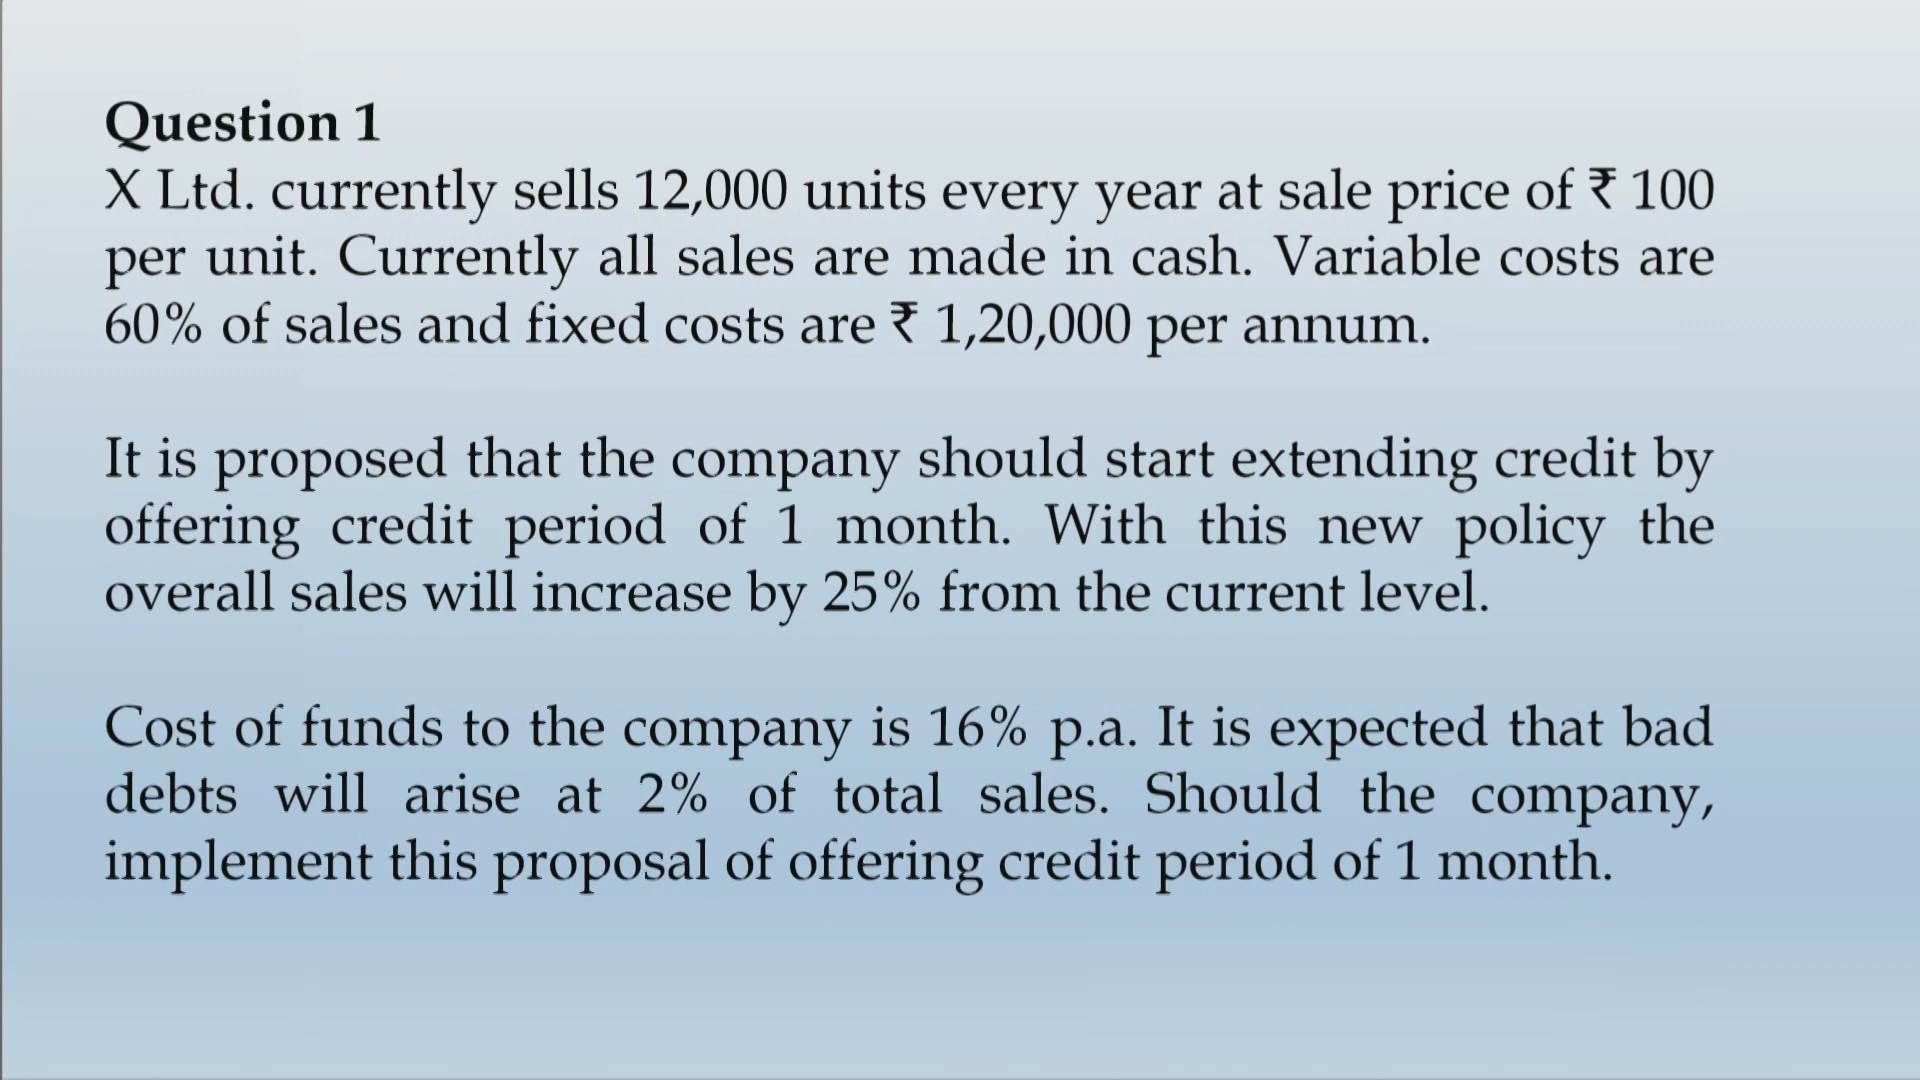 Question 1
X Ltd. currently sells 12,000 units every year at sale price of ₹ 100
per unit. Currently all sales are made in cash. Variable costs are
60% of sales and fixed costs are ₹ 1,20,000 per annum.
It is proposed that the company should start extending credit by
offering credit period of 1 month. With this new policy the
overall sales will increase by 25% from the current level.
Cost of funds to the company is 16% p.a. It is expected that bad
debts will arise at 2% of total sales. Should the company,
implement this proposal of offering credit period of 1 month.